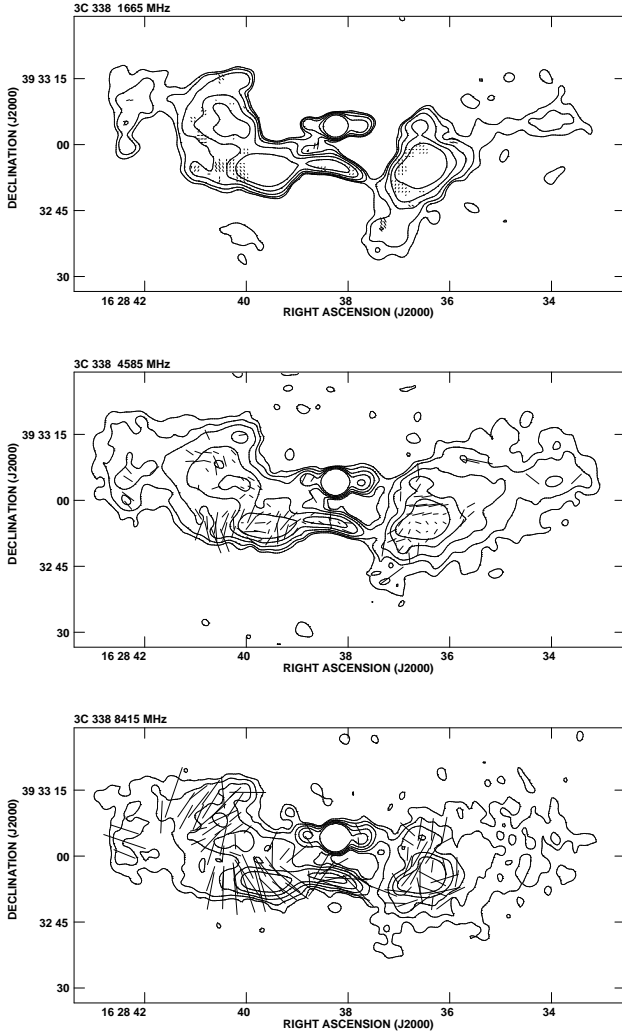 3C 338 1665 MHz
DECLINATION (J2000)
39 33 15
00
32 45
30
16 28 42
40
38
36
34
RIGHT ASCENSION (J2000)
3C 338 4585 MHz
DECLINATION (J2000)
39 33 15
00
32 45
30
16 28 42
40
38
36
34
RIGHT ASCENSION (J2000)
3C 338 8415 MHz
DECLINATION (J2000)
39 33 15
00
32 45
30
16 28 42
40
38
36
34
RIGHT ASCENSION (J2000)